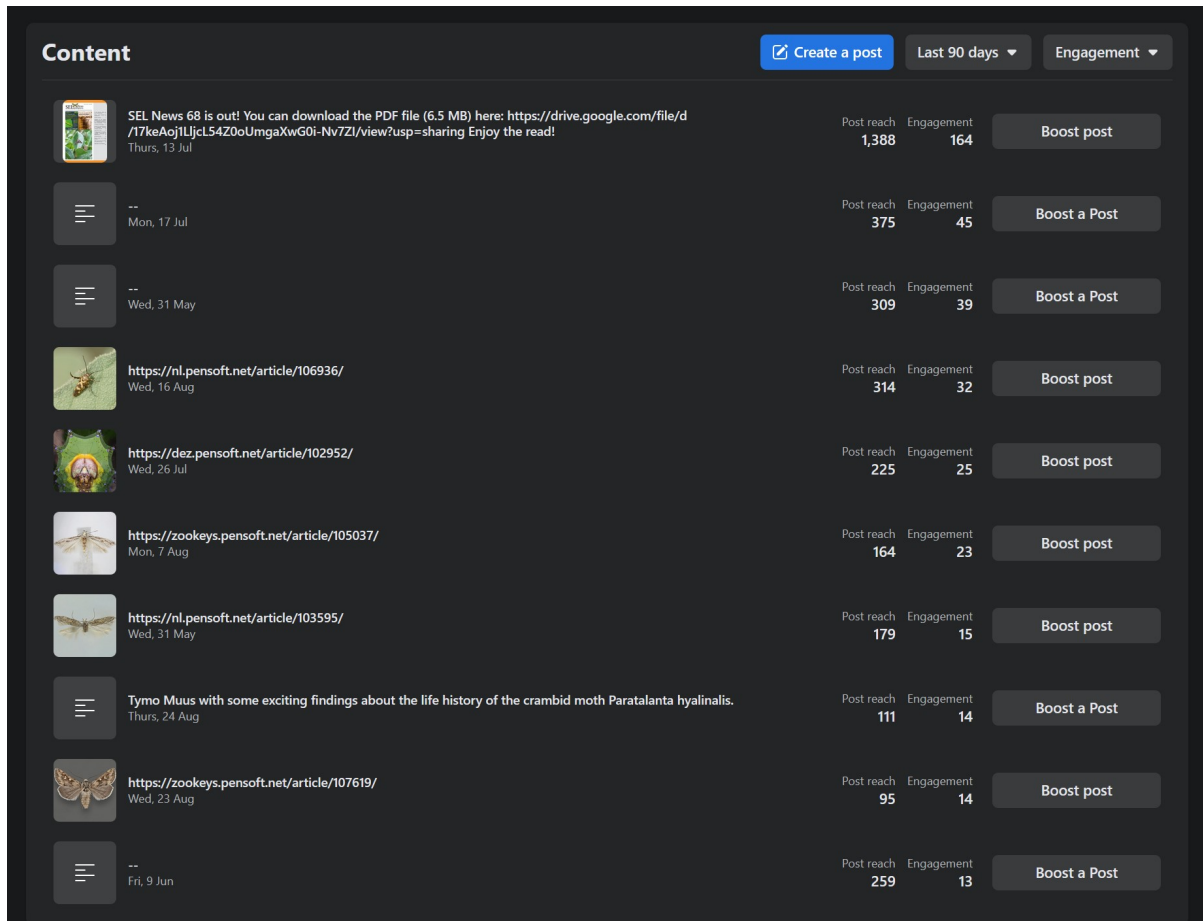 Content
Create a post
Last 90 days
Engagement
SEL News 68 is out! You can download the PDF file (6.5 MB) here: https://drive.google.com/file/d
/17keAoj1LljcL54Z0oUmgaXwG0i-Nv7ZI/view?usp=sharing Enjoy the read!
Thurs, 13 Jul
Post reach Engagement
1,388 164
Boost post
--
Mon, 17 Jul
Post reach Engagement
375 45
Boost a Post
--
Wed, 31 May
Post reach Engagement
309 39
Boost a Post
https://nl.pensoft.net/article/106936/
Wed, 16 Aug
Post reach Engagement
314 32
Boost post
https://dez.pensoft.net/article/102952/
Wed, 26 Jul
Post reach Engagement
225 25
Boost post
https://zookeys.pensoft.net/article/105037/
Mon, 7 Aug
Post reach Engagement
164 23
Boost post
https://nl.pensoft.net/article/103595/
Wed, 31 May
Post reach Engagement
179 15
Boost post
Tymo Muus with some exciting findings about the life history of the crambid moth Paratalanta hyalinalis.
Thurs, 24 Aug
Post reach Engagement
111 14
Boost a Post
https://zookeys.pensoft.net/article/107619/
Wed, 23 Aug
Post reach Engagement
95 14
Boost post
--
Fri, 9 Jun
Post reach Engagement
259 13
Boost a Post